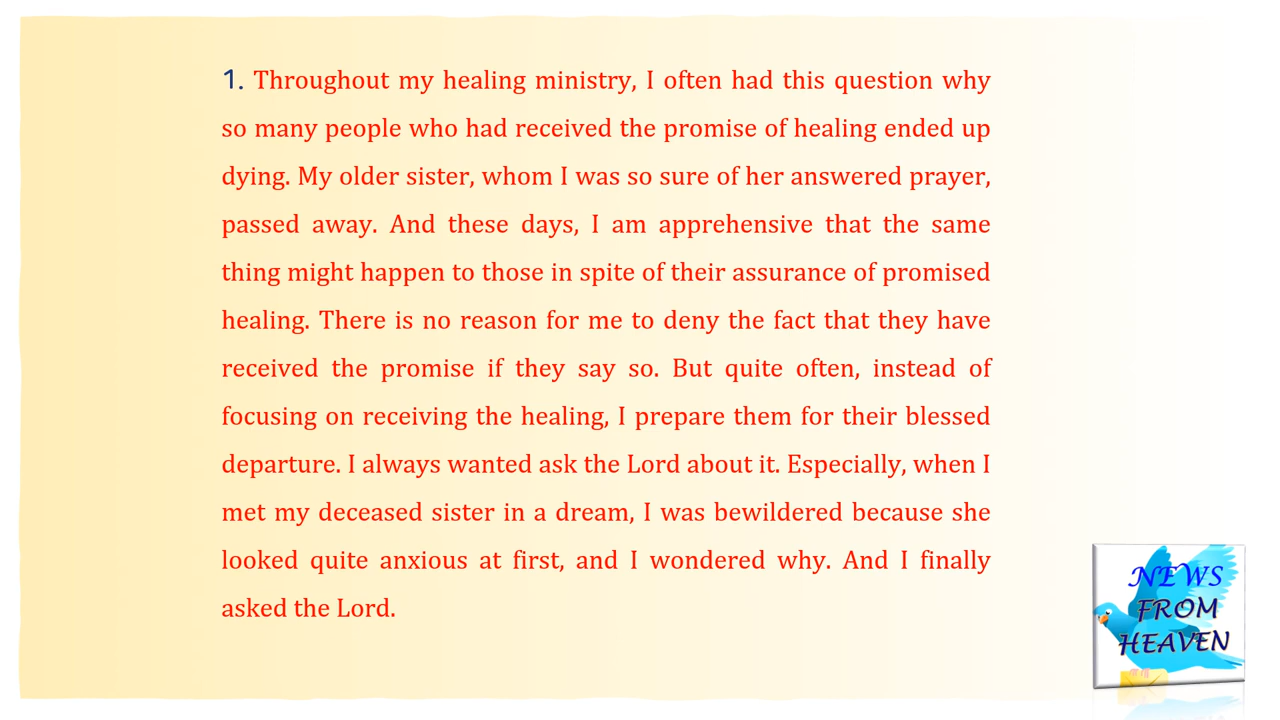 1. Throughout my healing ministry, I often had this question why
so many people who had received the promise of healing ended up
dying. My older sister, whom I was so sure of her answered prayer,
passed away. And these days, I am apprehensive that the same
thing might happen to those in spite of their assurance of promised
healing. There is no reason for me to deny the fact that they have
received the promise if they say so. But quite often, instead of
focusing on receiving the healing, I prepare them for their blessed
departure. I always wanted ask the Lord about it. Especially, when I
met my deceased sister in a dream, I was bewildered because she
looked quite anxious at first, and I wondered why. And I finally
asked the Lord.
NEWS
FROM
HEAVEN